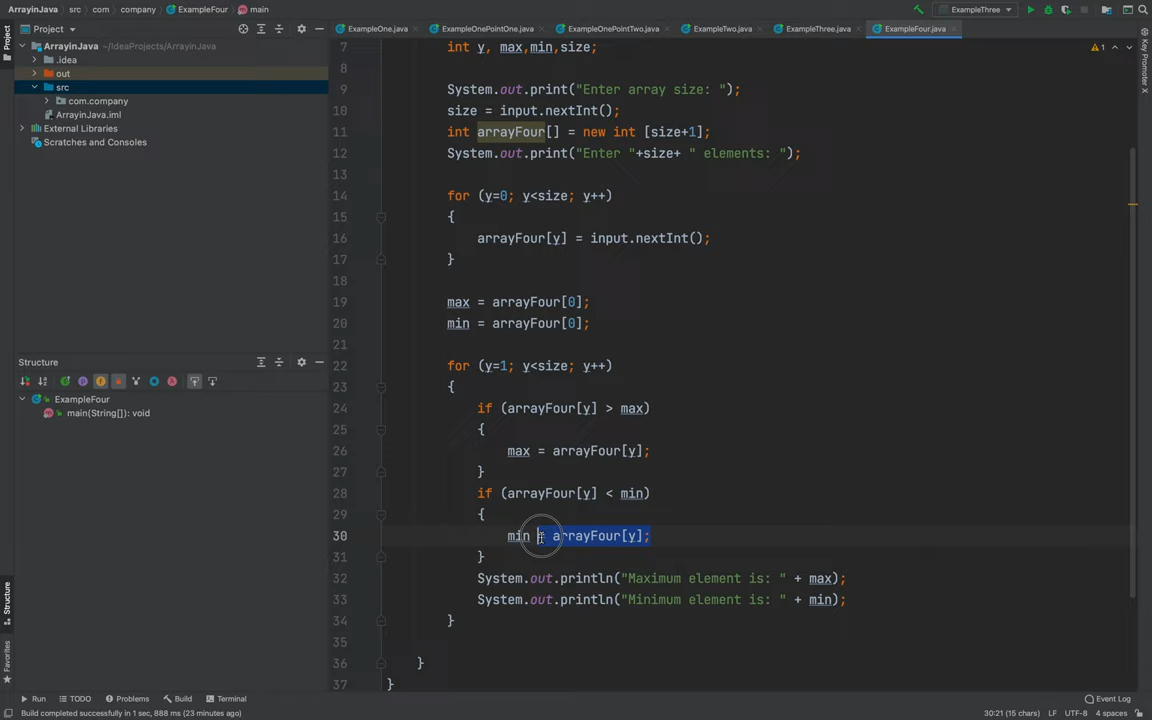 ArrayinJava src com company ExampleFour main
ExampleThree
Project
ExampleOne.java ExampleOnePointOne.java ExampleOnePointTwo.java ExampleTwo.java ExampleThree.java ExampleFour.java
ArrayinJava ~/IdeaProjects/ArrayinJava
.idea
out
src
com.company
ArrayinJava.iml
External Libraries
Scratches and Consoles
Structure
ExampleFour
main(String[]): void
7 int y, max,min,size;
8
9 System.out.print("Enter array size: ");
10 size = input.nextInt();
11 int arrayFour[] = new int [size+1];
12 System.out.print("Enter "+size+ " elements: ");
13
14 for (y=0; y<size; y++)
15 {
16 arrayFour[y] = input.nextInt();
17 }
18
19 max = arrayFour[0];
20 min = arrayFour[0];
21
22 for (y=1; y<size; y++)
23 {
24 if (arrayFour[y] > max)
25 {
26 max = arrayFour[y];
27 }
28 if (arrayFour[y] < min)
29 {
30 min = arrayFour[y];
31 }
32 System.out.println("Maximum element is: " + max);
33 System.out.println("Minimum element is: " + min);
34 }
35
36 }
37 }
1
Project
Structure
Favorites
Key Promoter X
Run TODO Problems Build Terminal Event Log
Build completed successfully in 1 sec, 888 ms (23 minutes ago) 30:21 (15 chars) LF UTF-8 4 spaces